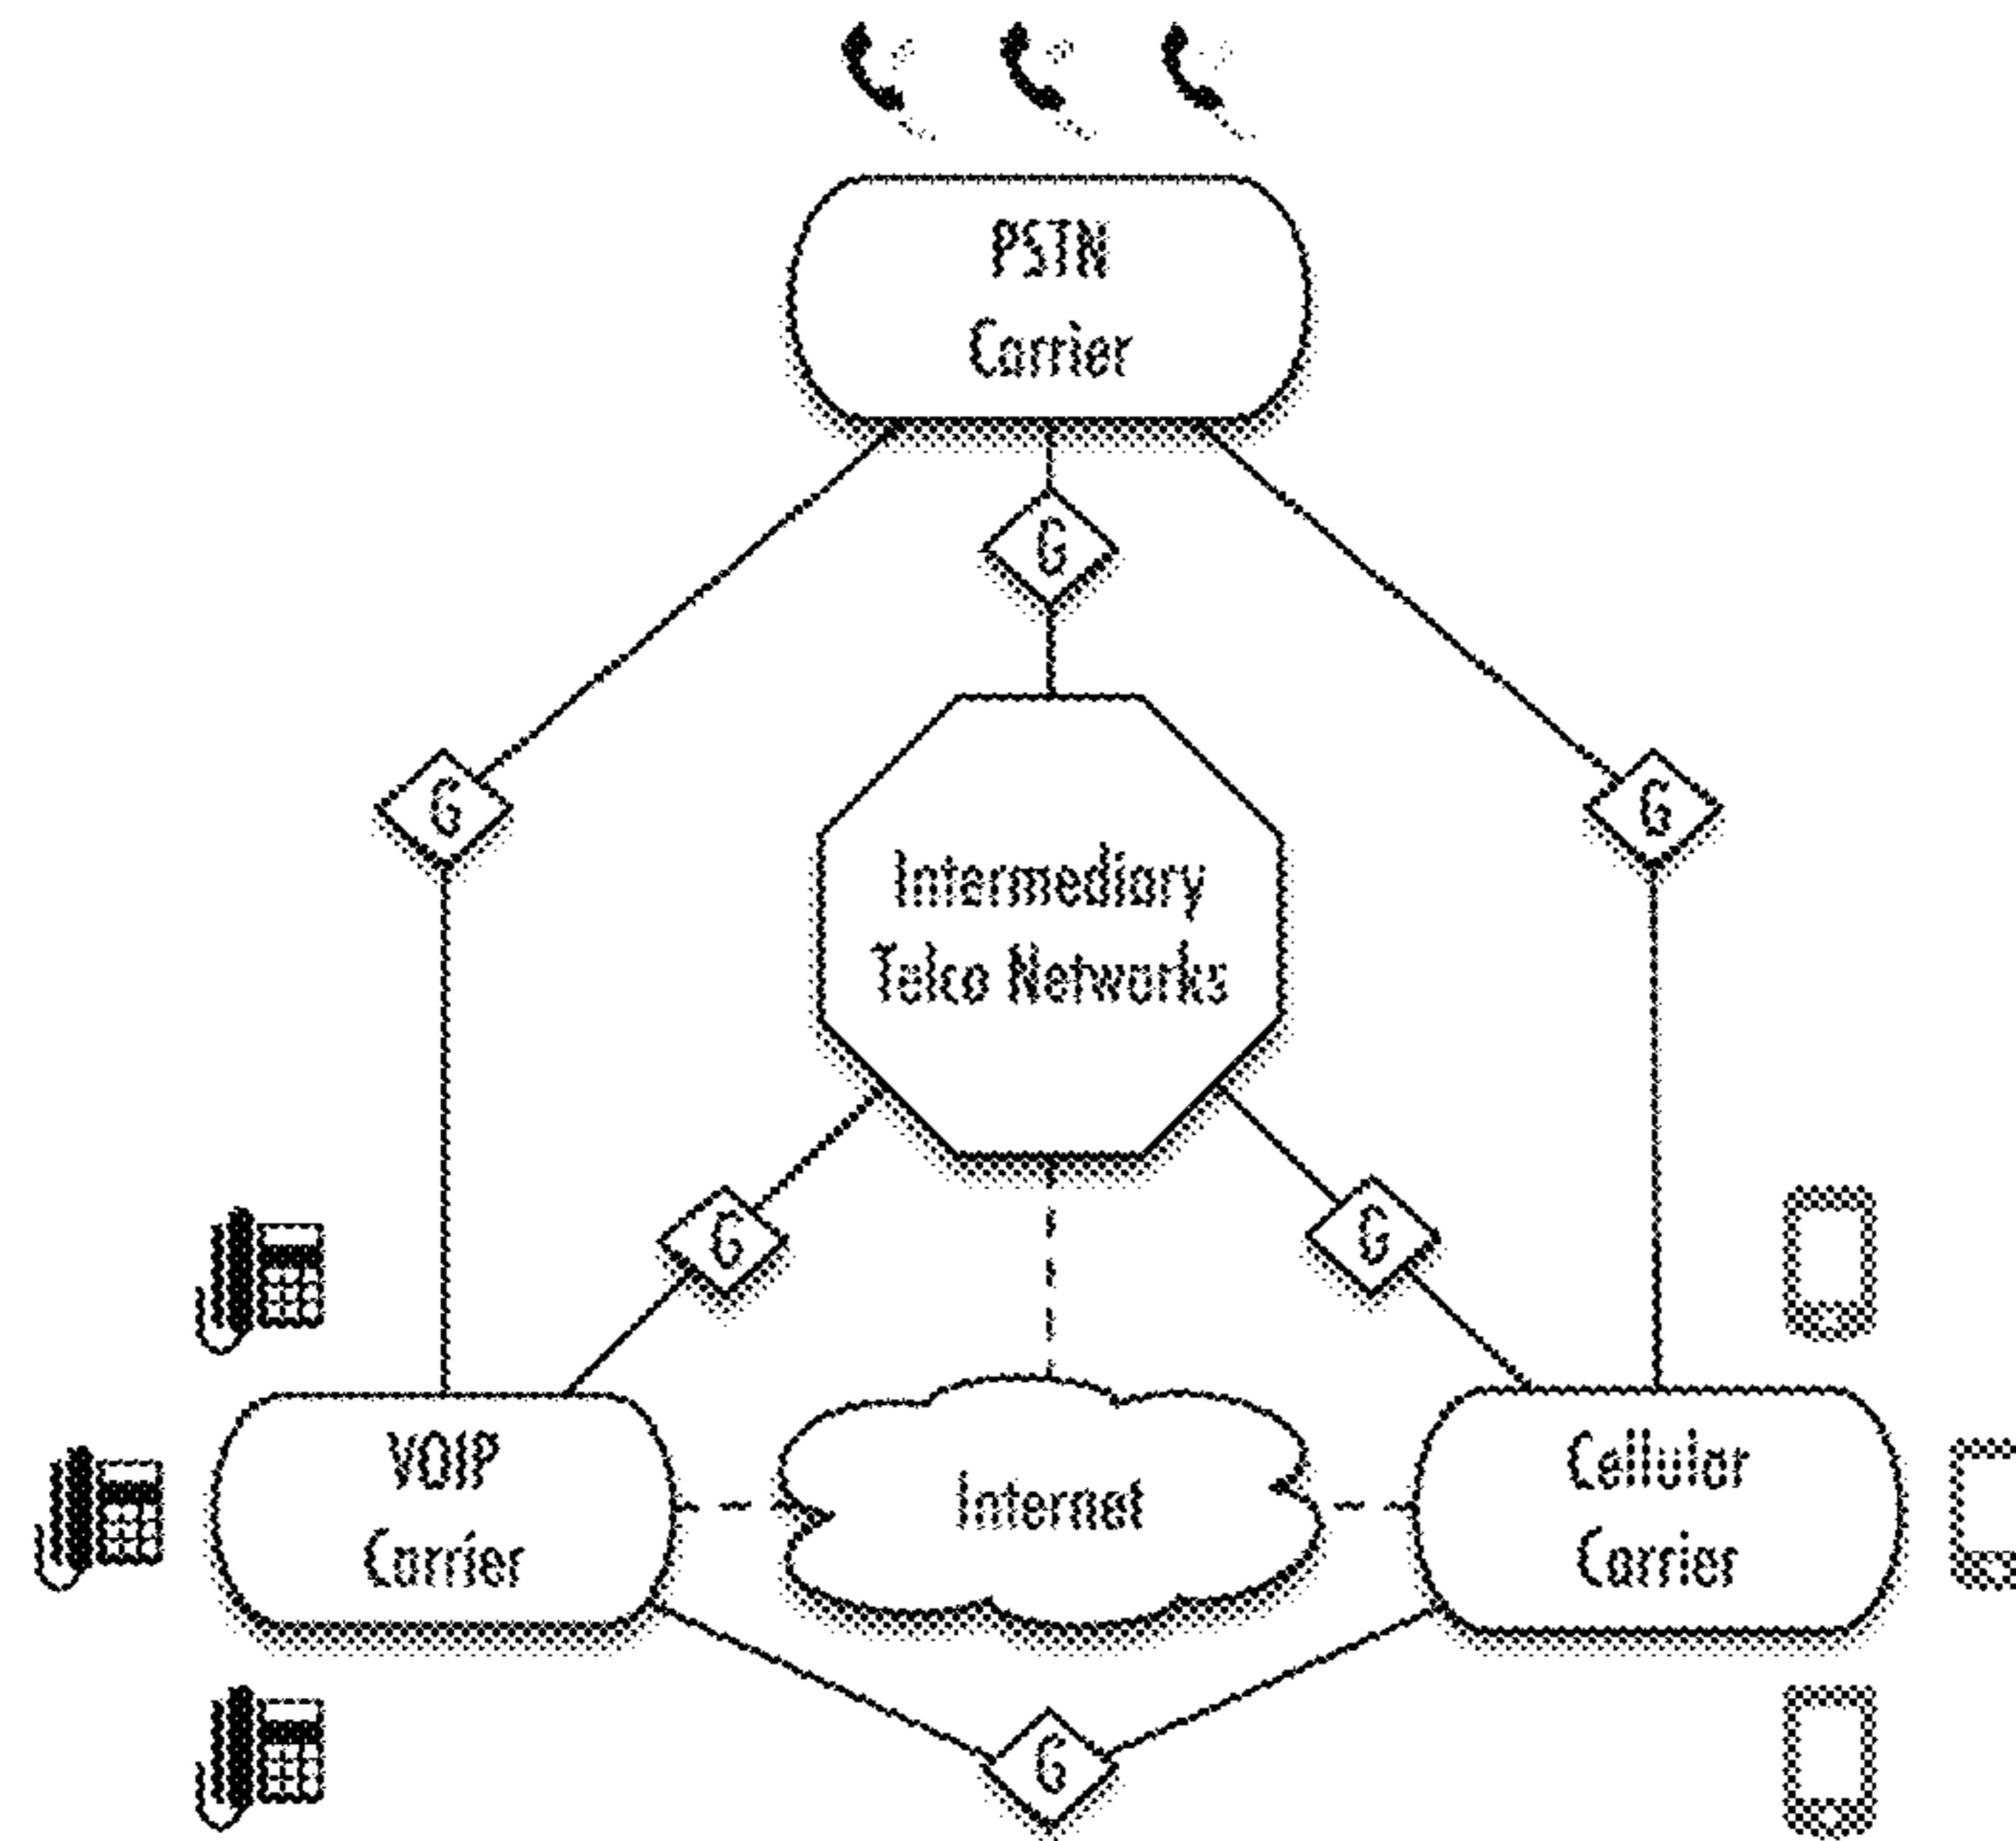 PSTN
Carrier
G
G
G
Intermediary
Telco Networks
G
G
VOIP
Carrier
Internet
Cellular
Carrier
G